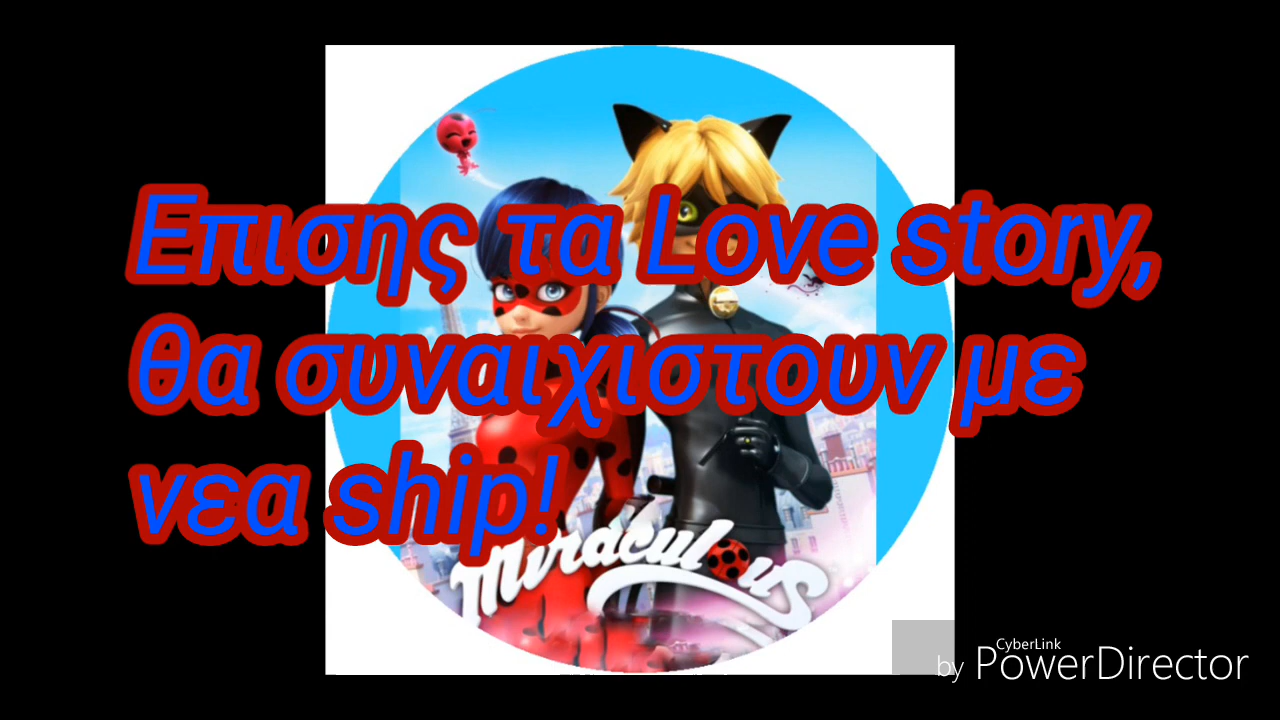 Επισης τα Love story,
θα συναιχιστουν με
νεα ship!
Miraculous
CyberLink
by PowerDirector